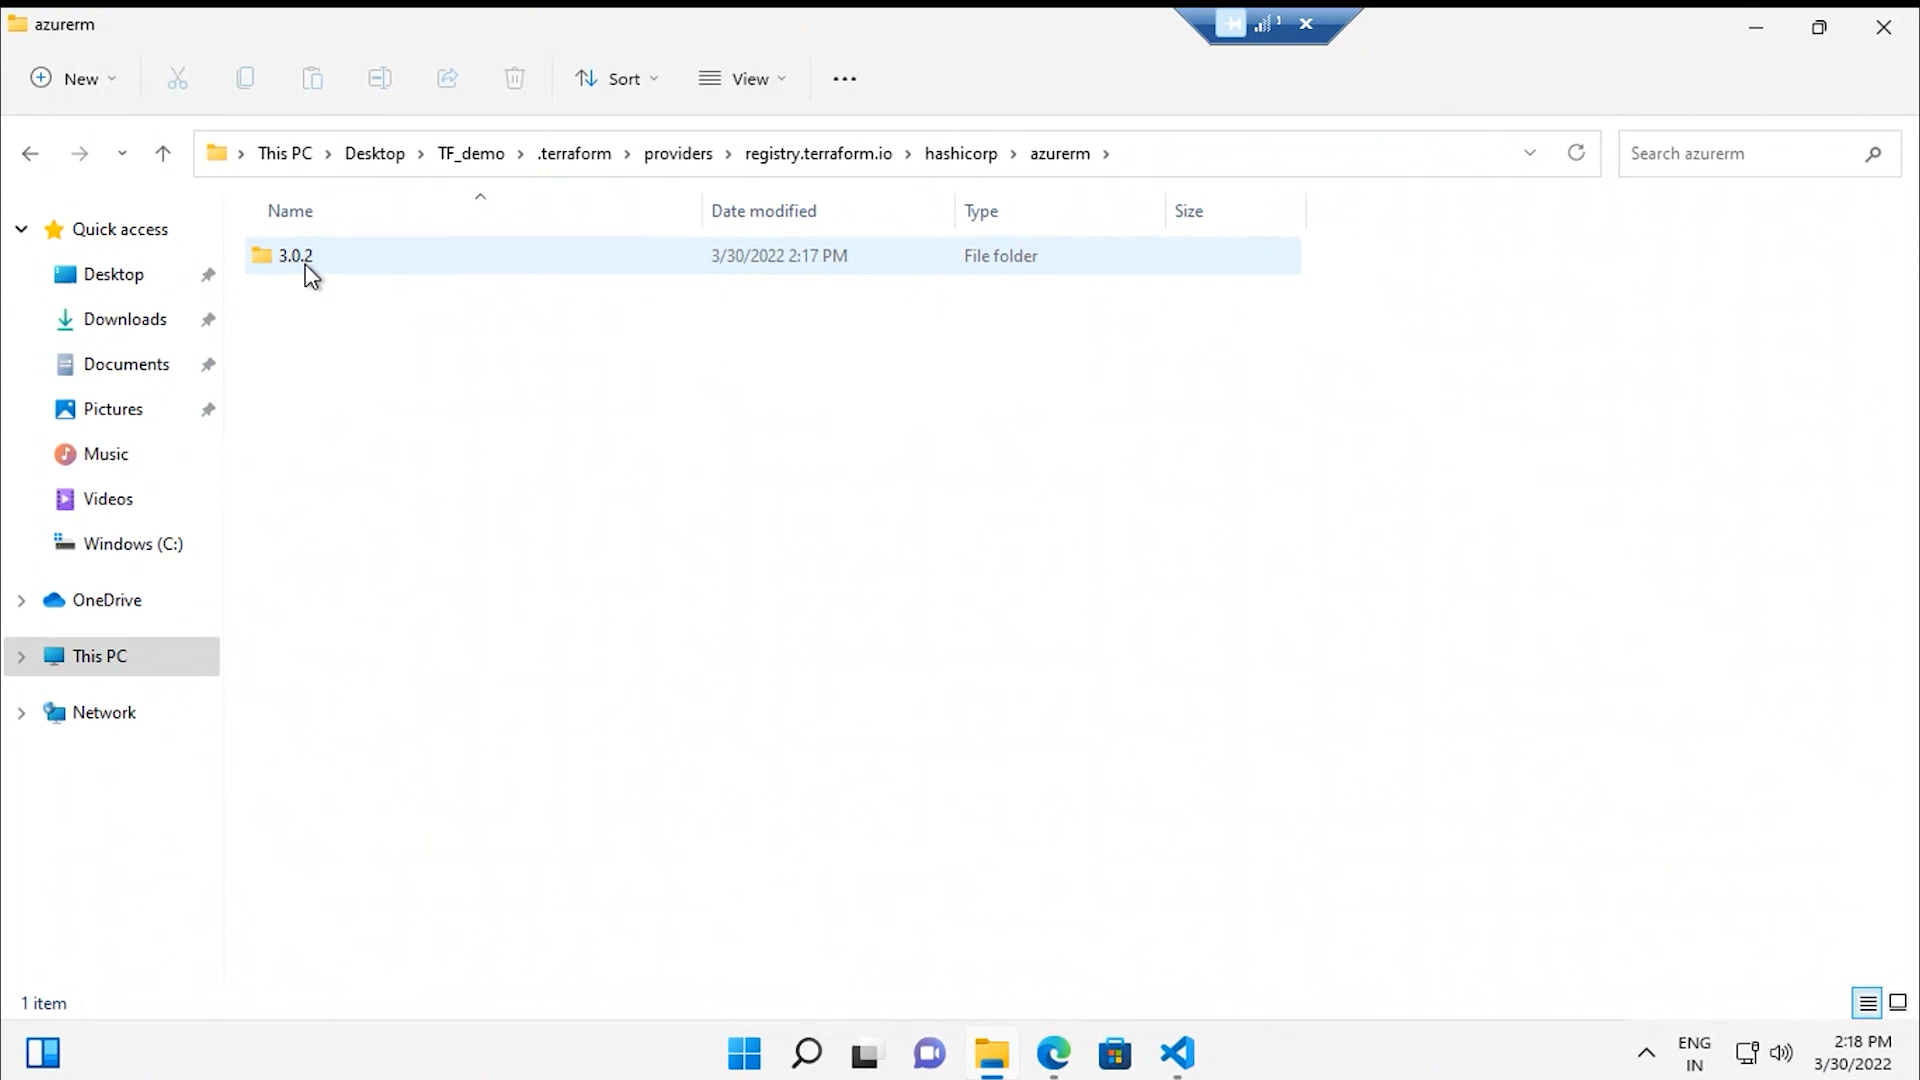 azurerm
New
Sort
View
This PC > Desktop > TF_demo > .terraform > providers > registry.terraform.io > hashicorp > azurerm >
Search azurerm
Name
Date modified
Type
Size
3.0.2
3/30/2022 2:17 PM
File folder
Quick access
Desktop
Downloads
Documents
Pictures
Music
Videos
Windows (C:)
OneDrive
This PC
Network
1 item
ENG
IN
2:18 PM
3/30/2022